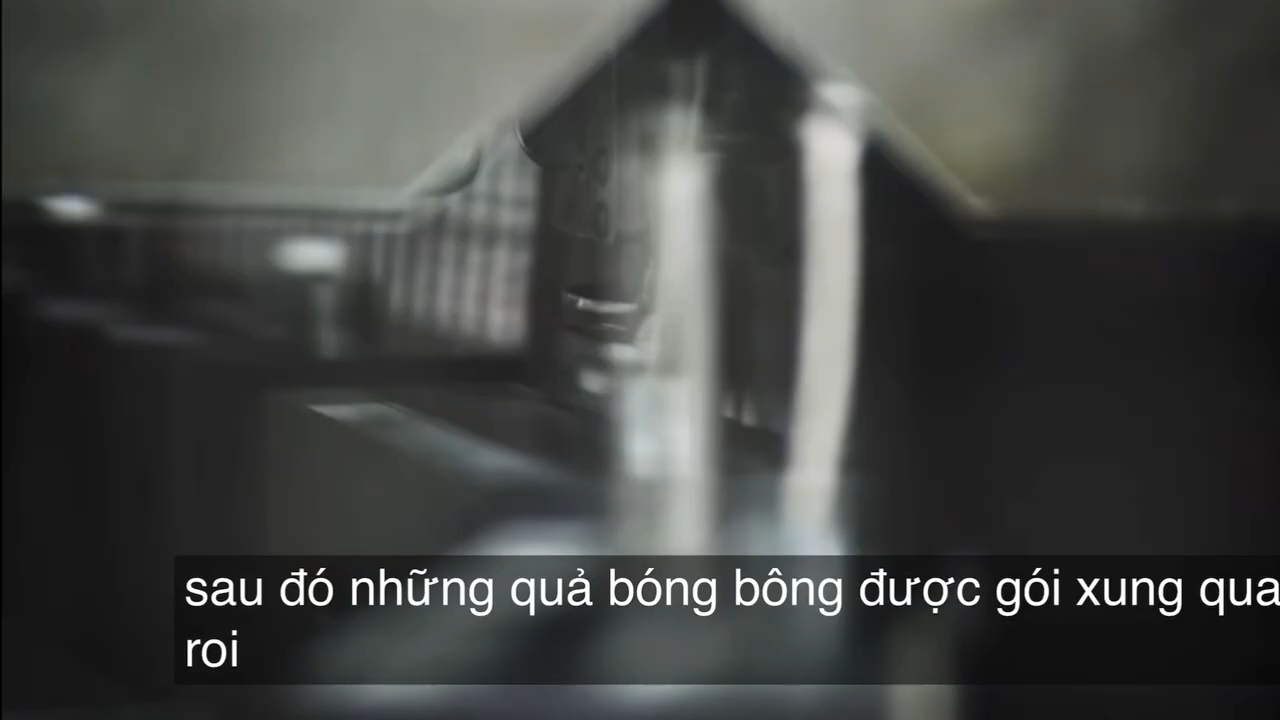 sau đó những quả bóng bông được gói xung qua
roi